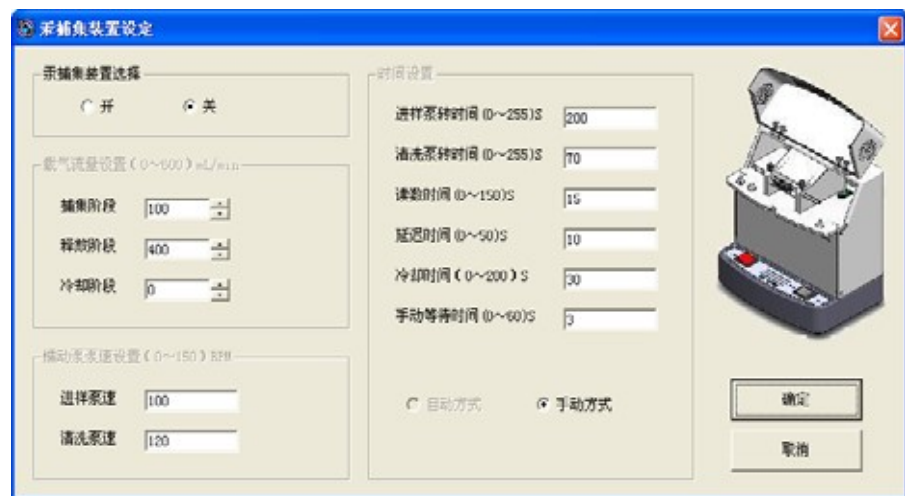 汞捕集装置设定
汞捕集装置选择
开
关
载气流量设置(0~600)mL/min
捕集阶段 100
释放阶段 400
冷却阶段 0
蠕动泵泵速设置(0~150)RPM
进样泵速 100
清洗泵速 120
时间设置
进样泵转时间(0~255)S 200
清洗泵转时间(0~255)S 70
读数时间(0~150)S 15
延迟时间(0~50)S 10
冷却时间(0~200)S 30
手动等待时间(0~60)S 3
自动方式
手动方式
确定
取消